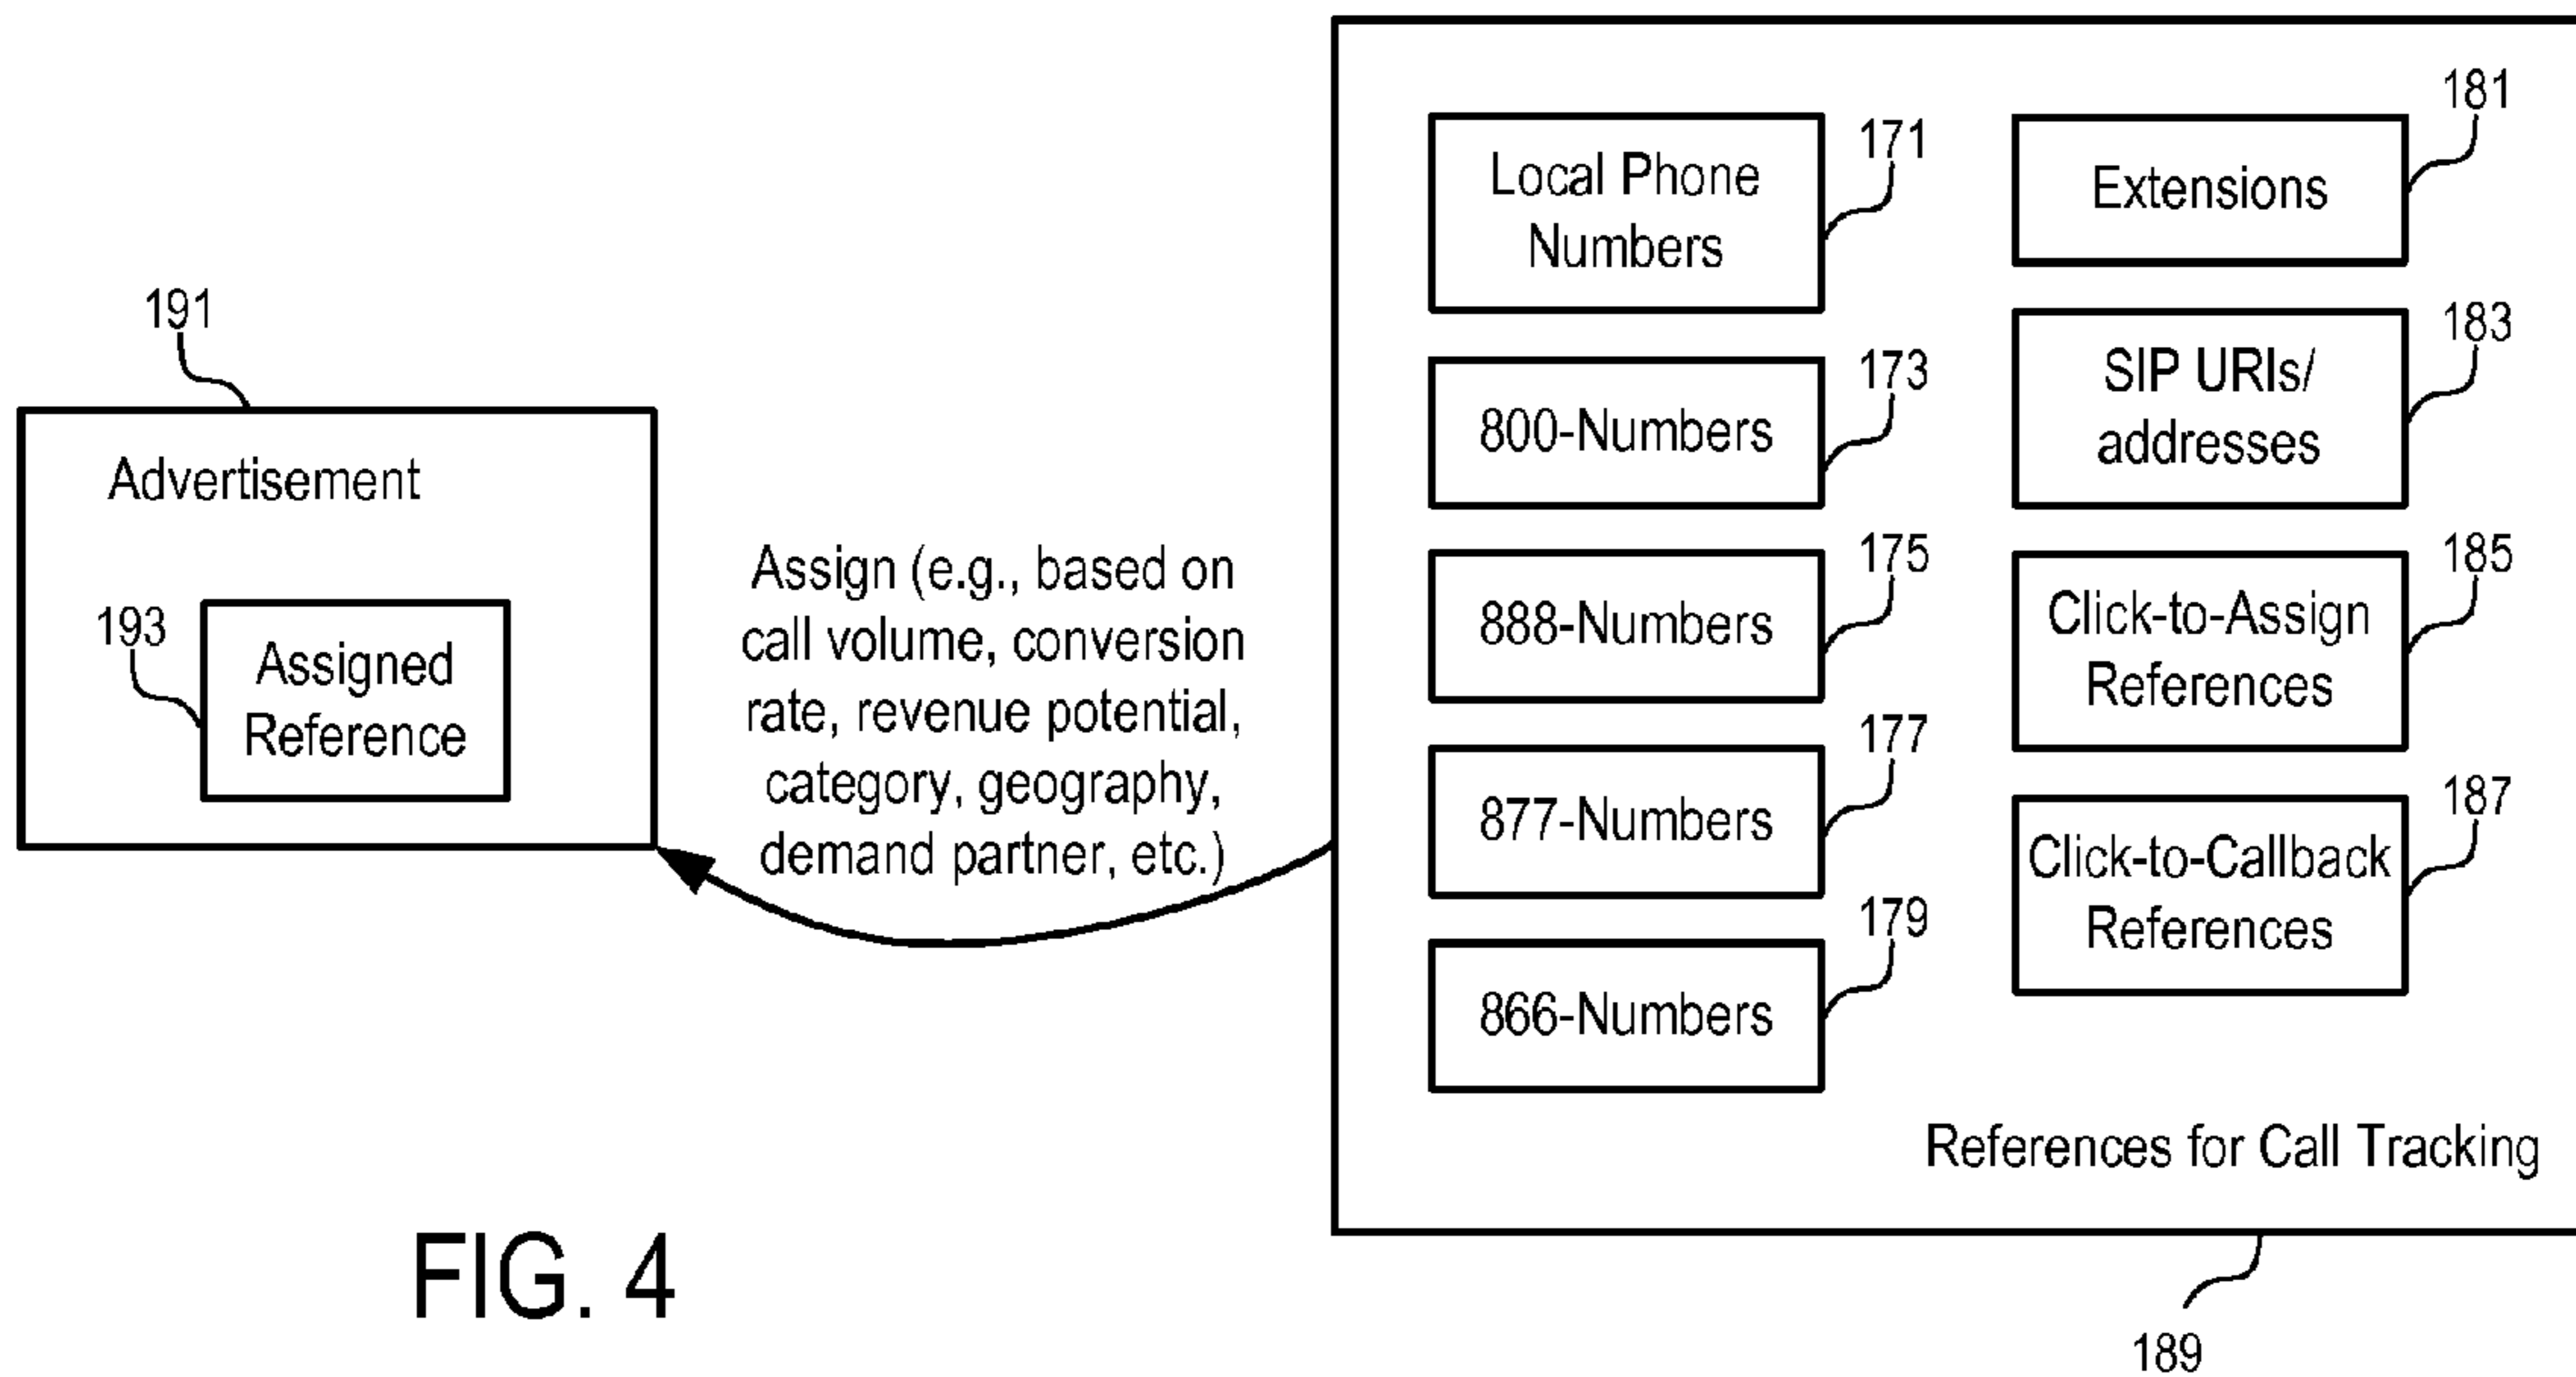 191
Advertisement
193
Assigned
Reference
Assign (e.g., based on
call volume, conversion
rate, revenue potential,
category, geography,
demand partner, etc.)
171
Local Phone
Numbers
173
800-Numbers
175
888-Numbers
177
877-Numbers
179
866-Numbers
181
Extensions
183
SIP URIs/
addresses
185
Click-to-Assign
References
187
Click-to-Callback
References
References for Call Tracking
189
FIG. 4